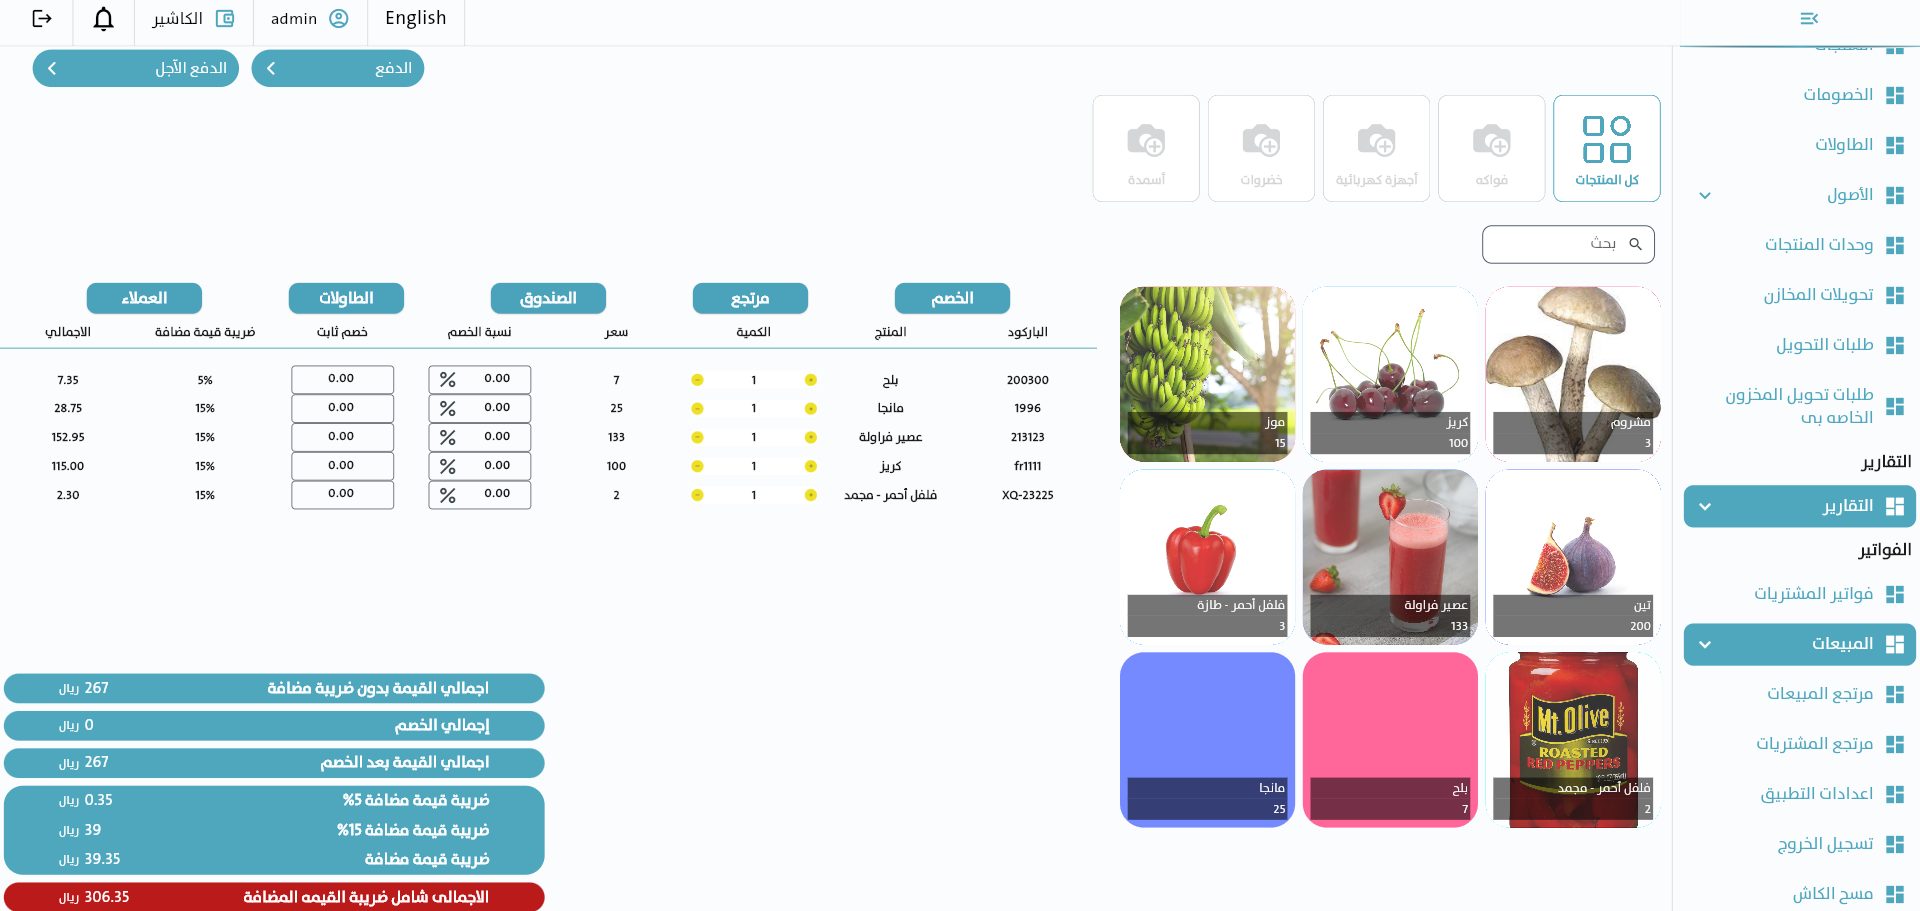 English
admin
الكاشير
الدفع
الدفع الآجل
كل المنتجات
فواكه
أجهزة كهربائية
خضروات
أسمدة
بحث
مشروم
3
كريز
100
موز
15
تين
200
عصير فراولة
133
فلفل أحمر - طازة
3
Mt. Olive
ROASTED
RED PEPPERS
فلفل أحمر - مجمد
2
بلح
7
مانجا
25
الخصم
مرتجع
الصندوق
الطاولات
العملاء
الباركود المنتج الكمية سعر نسبة الخصم خصم ثابت ضريبة قيمة مضافة الاجمالي
200300 بلح 1 7 0.00 % 0.00 5% 7.35
1996 مانجا 1 25 0.00 % 0.00 15% 28.75
213123 عصير فراولة 1 133 0.00 % 0.00 15% 152.95
fr1111 كريز 1 100 0.00 % 0.00 15% 115.00
XQ-23225 فلفل أحمر - مجمد 1 2 0.00 % 0.00 15% 2.30
اجمالي القيمة بدون ضريبة مضافة 267 ريال
إجمالي الخصم 0 ريال
اجمالي القيمة بعد الخصم 267 ريال
ضريبة قيمة مضافة 5% 0.35 ريال
ضريبة قيمة مضافة 15% 39 ريال
ضريبة قيمة مضافة 39.35 ريال
الاجمالى شامل ضريبة القيمه المضافة 306.35 ريال
الخصومات
الطاولات
الأصول
وحدات المنتجات
تحويلات المخازن
طلبات التحويل
طلبات تحويل المخزون
الخاصه بى
التقارير
التقارير
الفواتير
فواتير المشتريات
المبيعات
مرتجع المبيعات
مرتجع المشتريات
اعدادات التطبيق
تسجيل الخروج
مسح الكاش